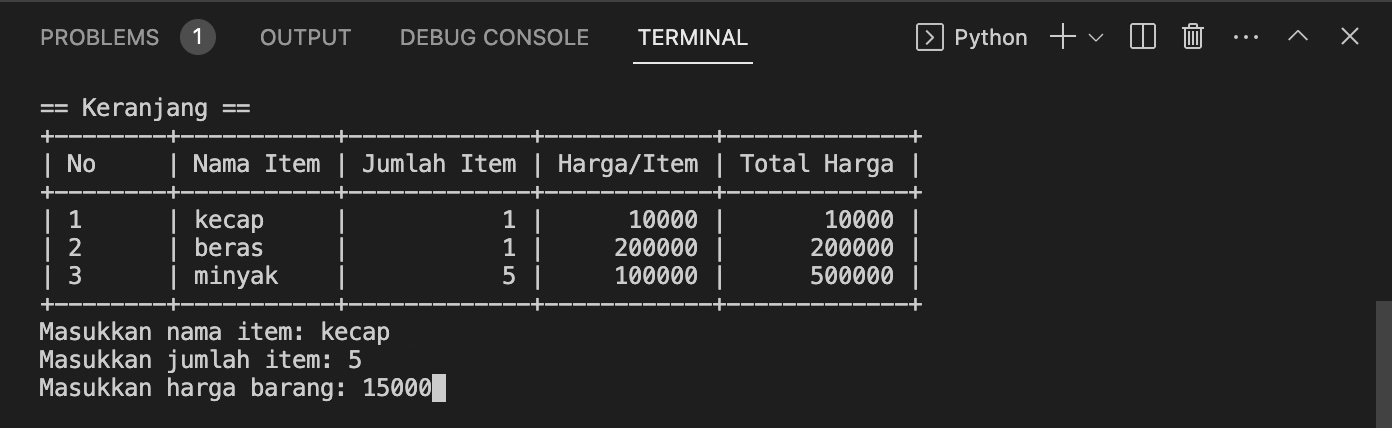 PROBLEMS 1 OUTPUT DEBUG CONSOLE TERMINAL Python
== Keranjang ==
+--------+-----------+-------------+------------+-------------+
| No     | Nama Item | Jumlah Item | Harga/Item | Total Harga |
+--------+-----------+-------------+------------+-------------+
| 1      | kecap     |           1 |      10000 |       10000 |
| 2      | beras     |           1 |     200000 |      200000 |
| 3      | minyak    |           5 |     100000 |      500000 |
+--------+-----------+-------------+------------+-------------+
Masukkan nama item: kecap
Masukkan jumlah item: 5
Masukkan harga barang: 15000